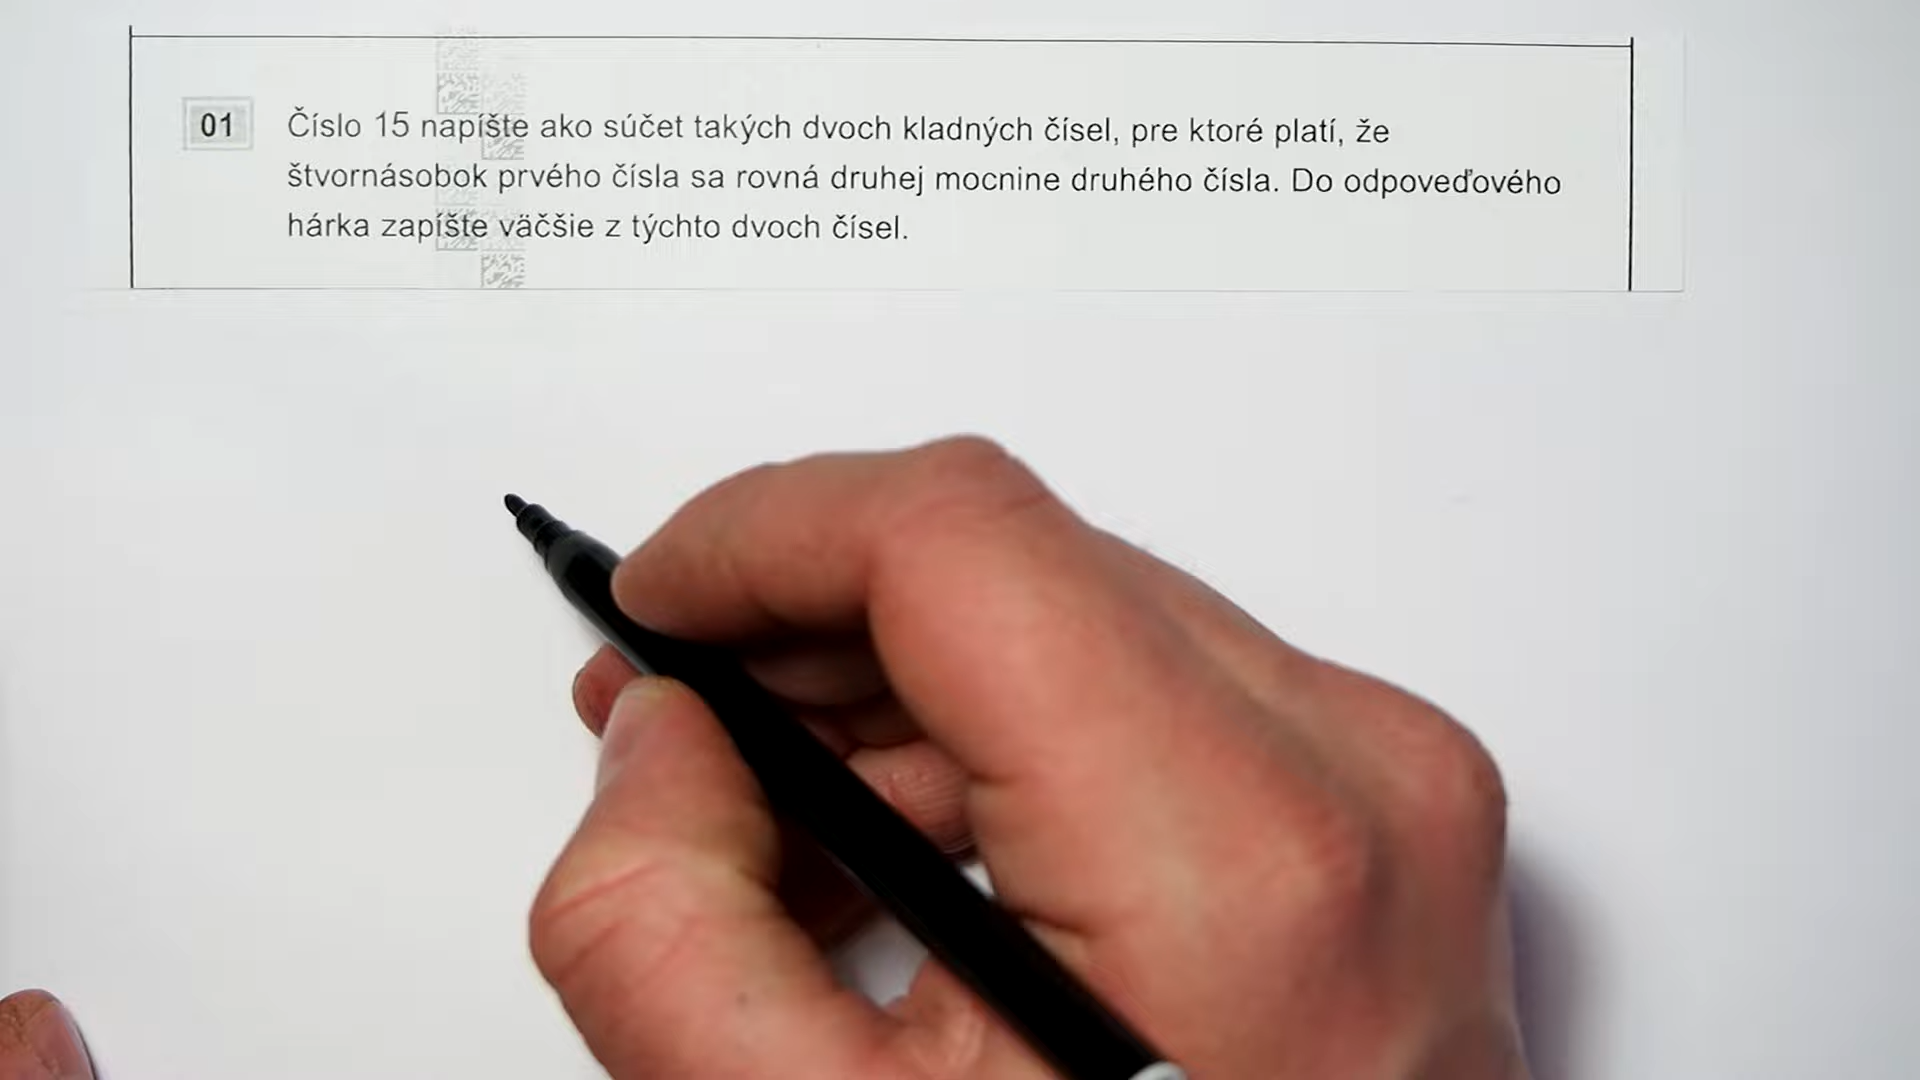 01 Číslo 15 napíšte ako súčet takých dvoch kladných čísel, pre ktoré platí, že
štvornásobok prvého čísla sa rovná druhej mocnine druhého čísla. Do odpoveďového
hárka zapíšte väčšie z týchto dvoch čísel.